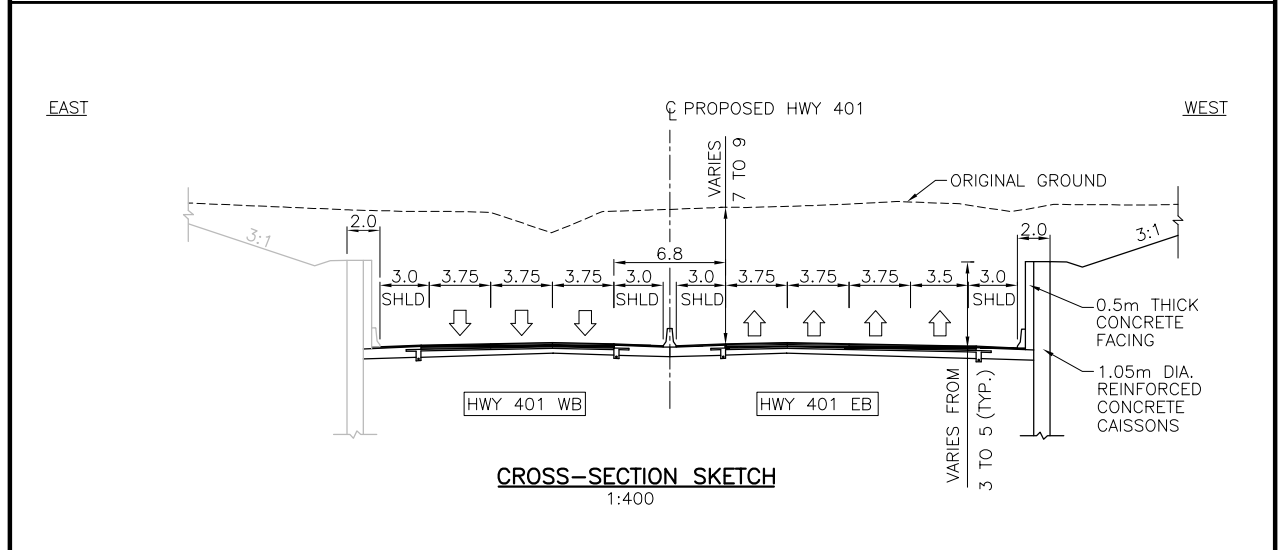 EAST
℄ PROPOSED HWY 401
WEST
VARIES
7 TO 9
ORIGINAL GROUND
3:1
2.0
6.8
2.0
3:1
3.0
3.75
3.75
3.75
3.0
3.0
3.75
3.75
3.75
3.5
3.0
SHLD
SHLD
SHLD
SHLD
0.5m THICK
CONCRETE
FACING
1.05m DIA.
REINFORCED
CONCRETE
CAISSONS
HWY 401 WB
HWY 401 EB
VARIES FROM
3 TO 5 (TYP.)
CROSS-SECTION SKETCH
1:400